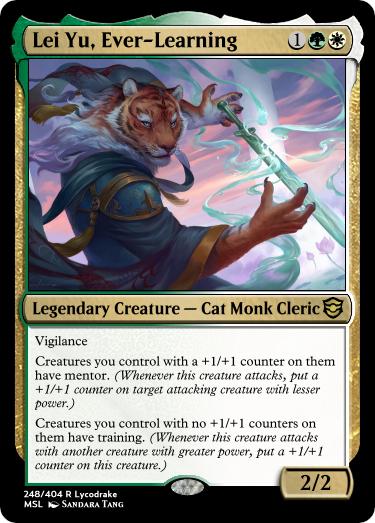 Lei Yu, Ever-Learning 1
Legendary Creature — Cat Monk Cleric
Vigilance
Creatures you control with a +1/+1 counter on them
have mentor. (Whenever this creature attacks, put a
+1/+1 counter on target attacking creature with lesser
power.)
Creatures you control with no +1/+1 counters
on them have training. (Whenever this creature
attacks with another creature with greater power, put a +1/+1
counter on this creature.)
2/2
248/404 R Lycodrake
MSL Sandara Tang